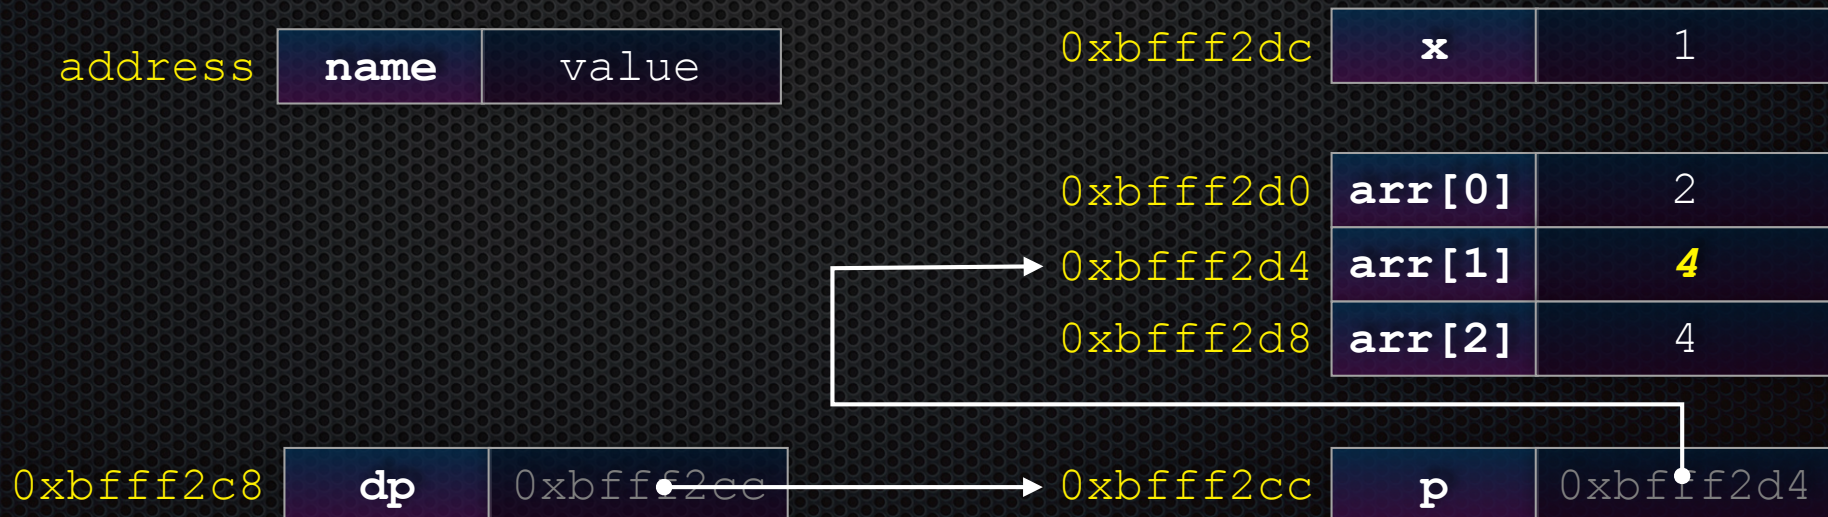 address name value
0xbfff2dc x 1
0xbfff2d0 arr[0] 2
0xbfff2d4 arr[1] 4
0xbfff2d8 arr[2] 4
0xbfff2c8 dp 0xbfff2cc
0xbfff2cc p 0xbfff2d4